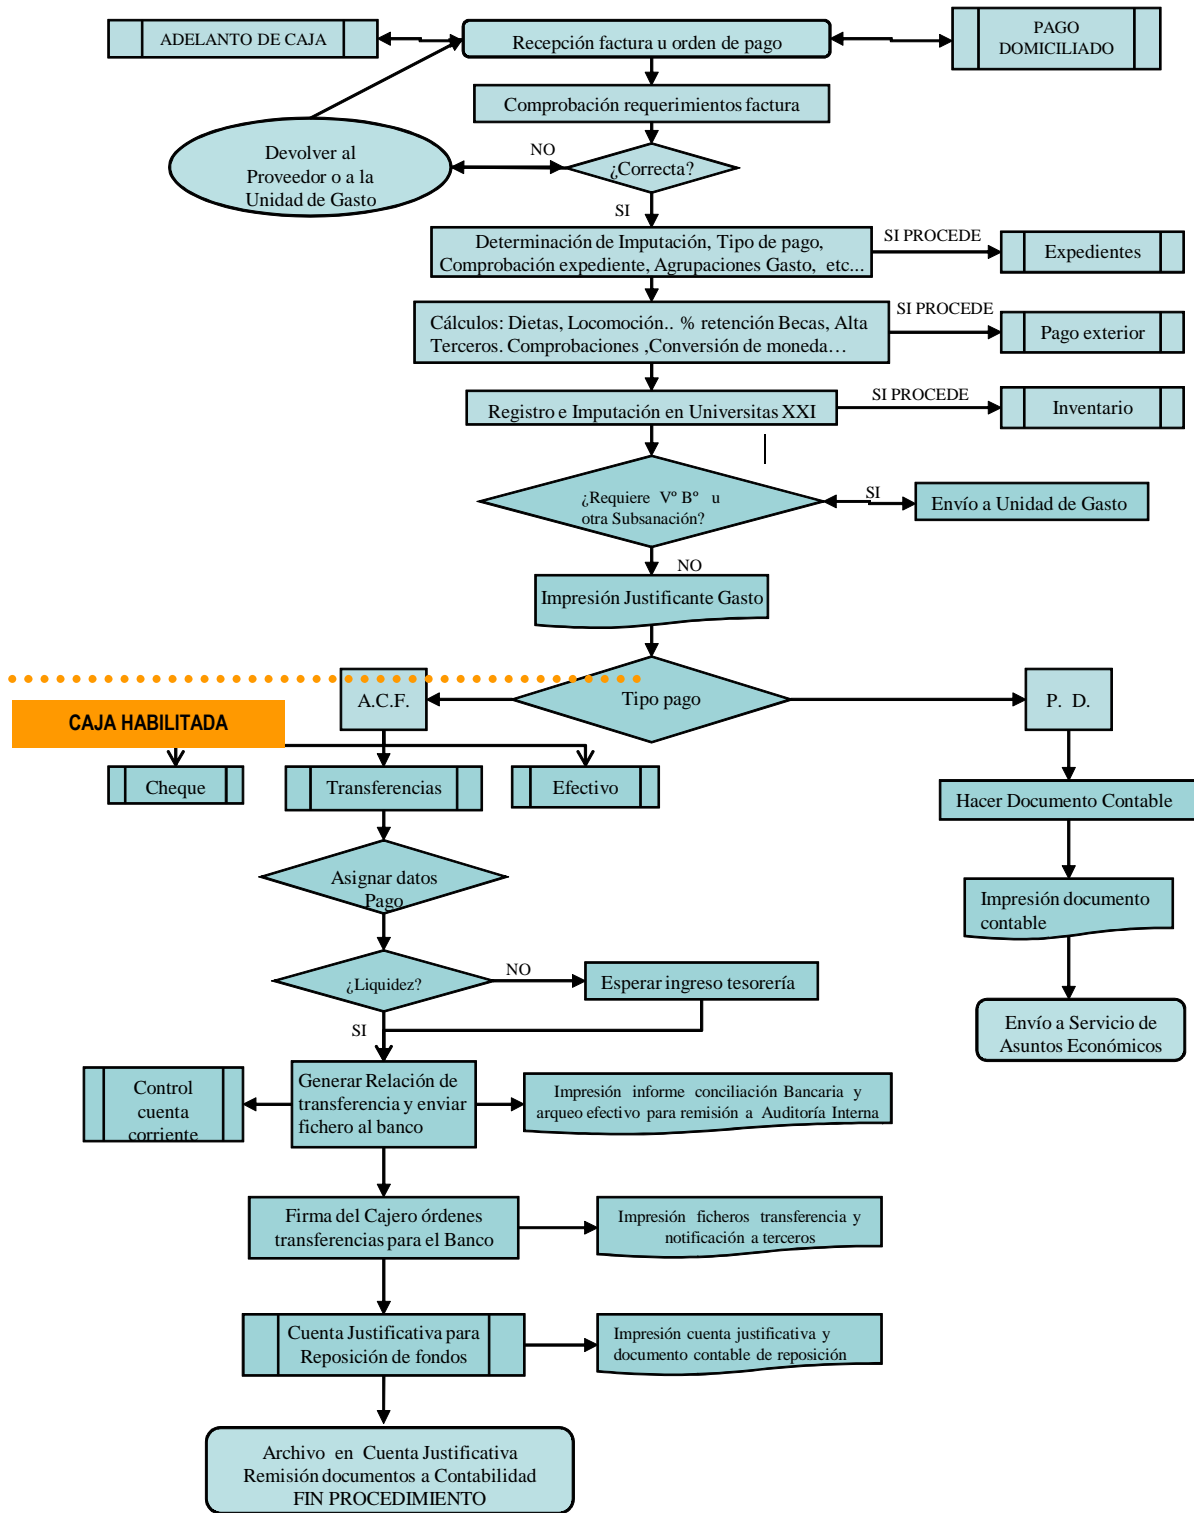 ADELANTO DE CAJA
Recepción factura u orden de pago
PAGO
DOMICILIADO
Comprobación requerimientos factura
Devolver al
Proveedor o a la
Unidad de Gasto
NO
¿Correcta?
SI
Determinación de Imputación, Tipo de pago,
Comprobación expediente, Agrupaciones Gasto, etc...
SI PROCEDE
Expedientes
Cálculos: Dietas, Locomoción.. % retención Becas, Alta
Terceros. Comprobaciones ,Conversión de moneda…
SI PROCEDE
Pago exterior
Registro e Imputación en Universitas XXI
SI PROCEDE
Inventario
¿Requiere Vº Bº u
otra Subsanación?
SI
Envío a Unidad de Gasto
NO
Impresión Justificante Gasto
A.C.F.
Tipo pago
P. D.
CAJA HABILITADA
Cheque
Transferencias
Efectivo
Hacer Documento Contable
Asignar datos
Pago
Impresión documento
contable
¿Liquidez?
NO
Esperar ingreso tesorería
SI
Envío a Servicio de
Asuntos Económicos
Control
cuenta
corriente
Generar Relación de
transferencia y enviar
fichero al banco
Impresión informe conciliación Bancaria y
arqueo efectivo para remisión a Auditoría Interna
Firma del Cajero órdenes
transferencias para el Banco
Impresión ficheros transferencia y
notificación a terceros
Cuenta Justificativa para
Reposición de fondos
Impresión cuenta justificativa y
documento contable de reposición
Archivo en Cuenta Justificativa
Remisión documentos a Contabilidad
FIN PROCEDIMIENTO